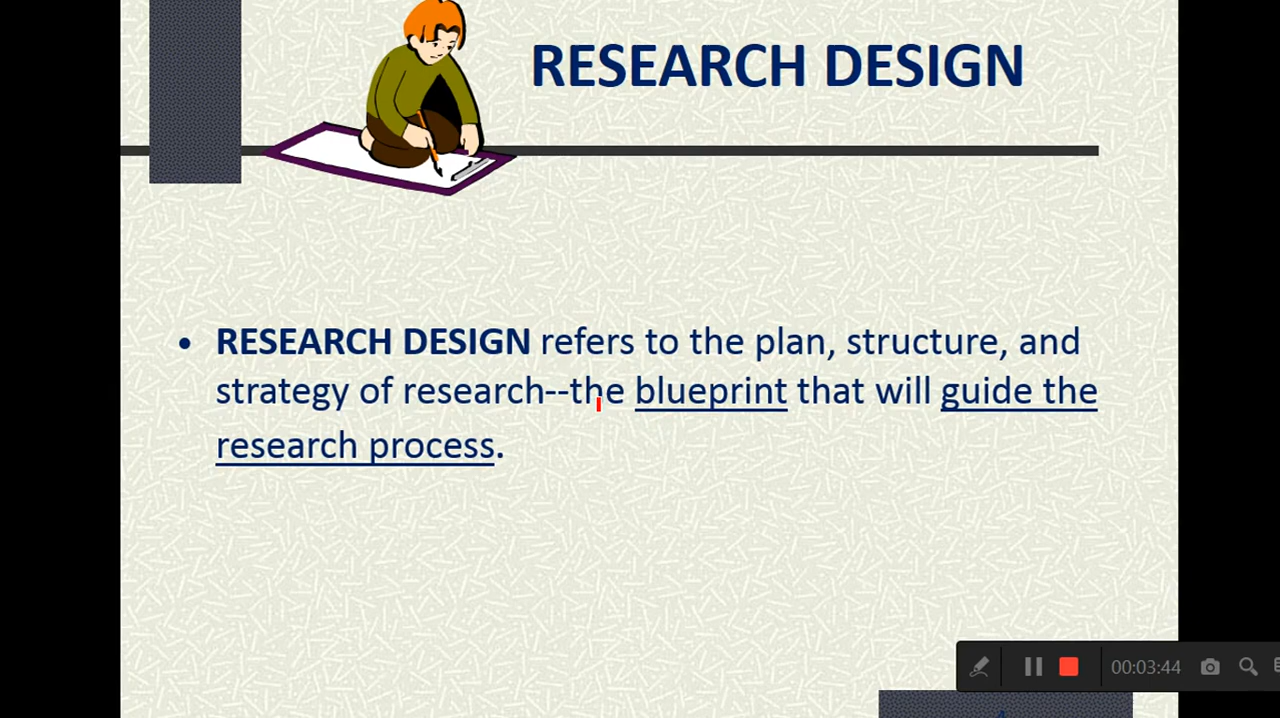 RESEARCH DESIGN
• RESEARCH DESIGN refers to the plan, structure, and
strategy of research--the blueprint that will guide the
research process.
00:03:44